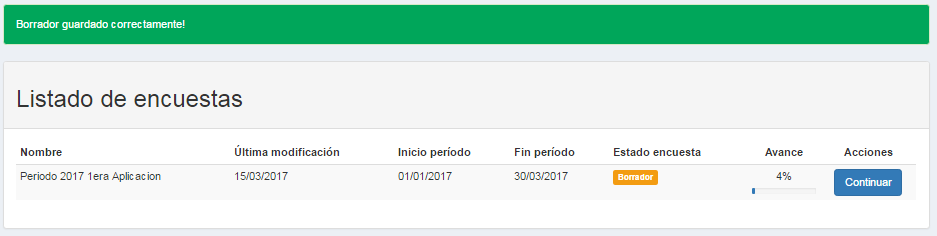 Borrador guardado correctamente!
Listado de encuestas
Nombre Última modificación Inicio período Fin período Estado encuesta Avance Acciones
Periodo 2017 1era Aplicacion 15/03/2017 01/01/2017 30/03/2017 Borrador 4% Continuar